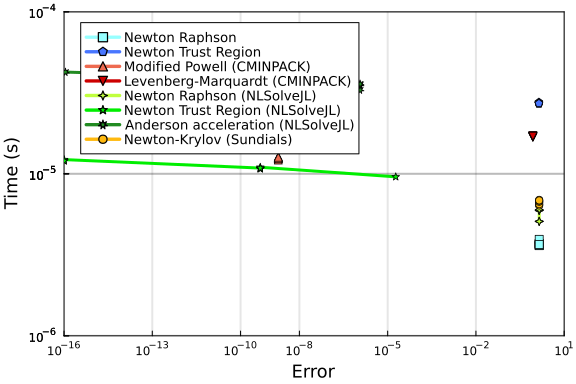 10⁻⁴
Newton Raphson
Newton Trust Region
Modified Powell (CMINPACK)
Levenberg-Marquardt (CMINPACK)
Newton Raphson (NLSolveJL)
Newton Trust Region (NLSolveJL)
Anderson acceleration (NLSolveJL)
Newton-Krylov (Sundials)
Time (s)
10⁻⁵
10⁻⁶
10⁻¹⁶ 10⁻¹³ 10⁻¹⁰ 10⁻⁸ 10⁻⁵ 10⁻² 10¹
Error